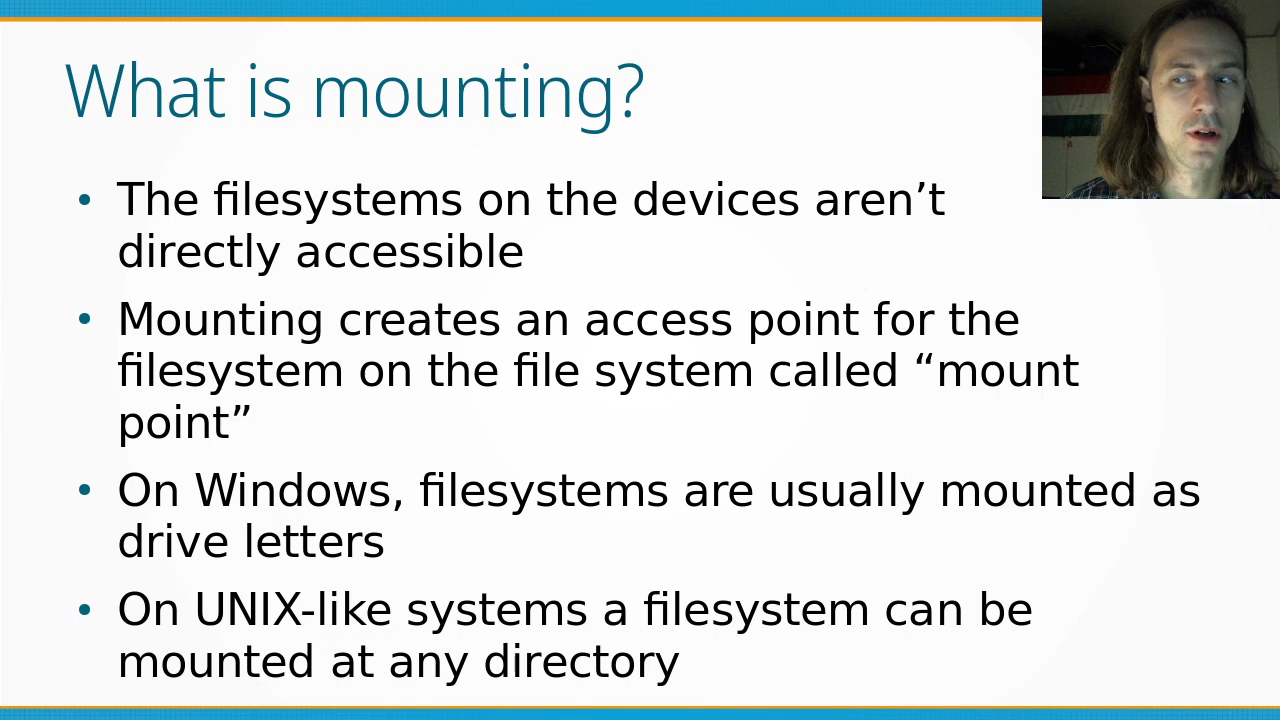 What is mounting?
• The filesystems on the devices aren’t
directly accessible
• Mounting creates an access point for the
filesystem on the file system called “mount
point”
• On Windows, filesystems are usually mounted as
drive letters
• On UNIX-like systems a filesystem can be
mounted at any directory